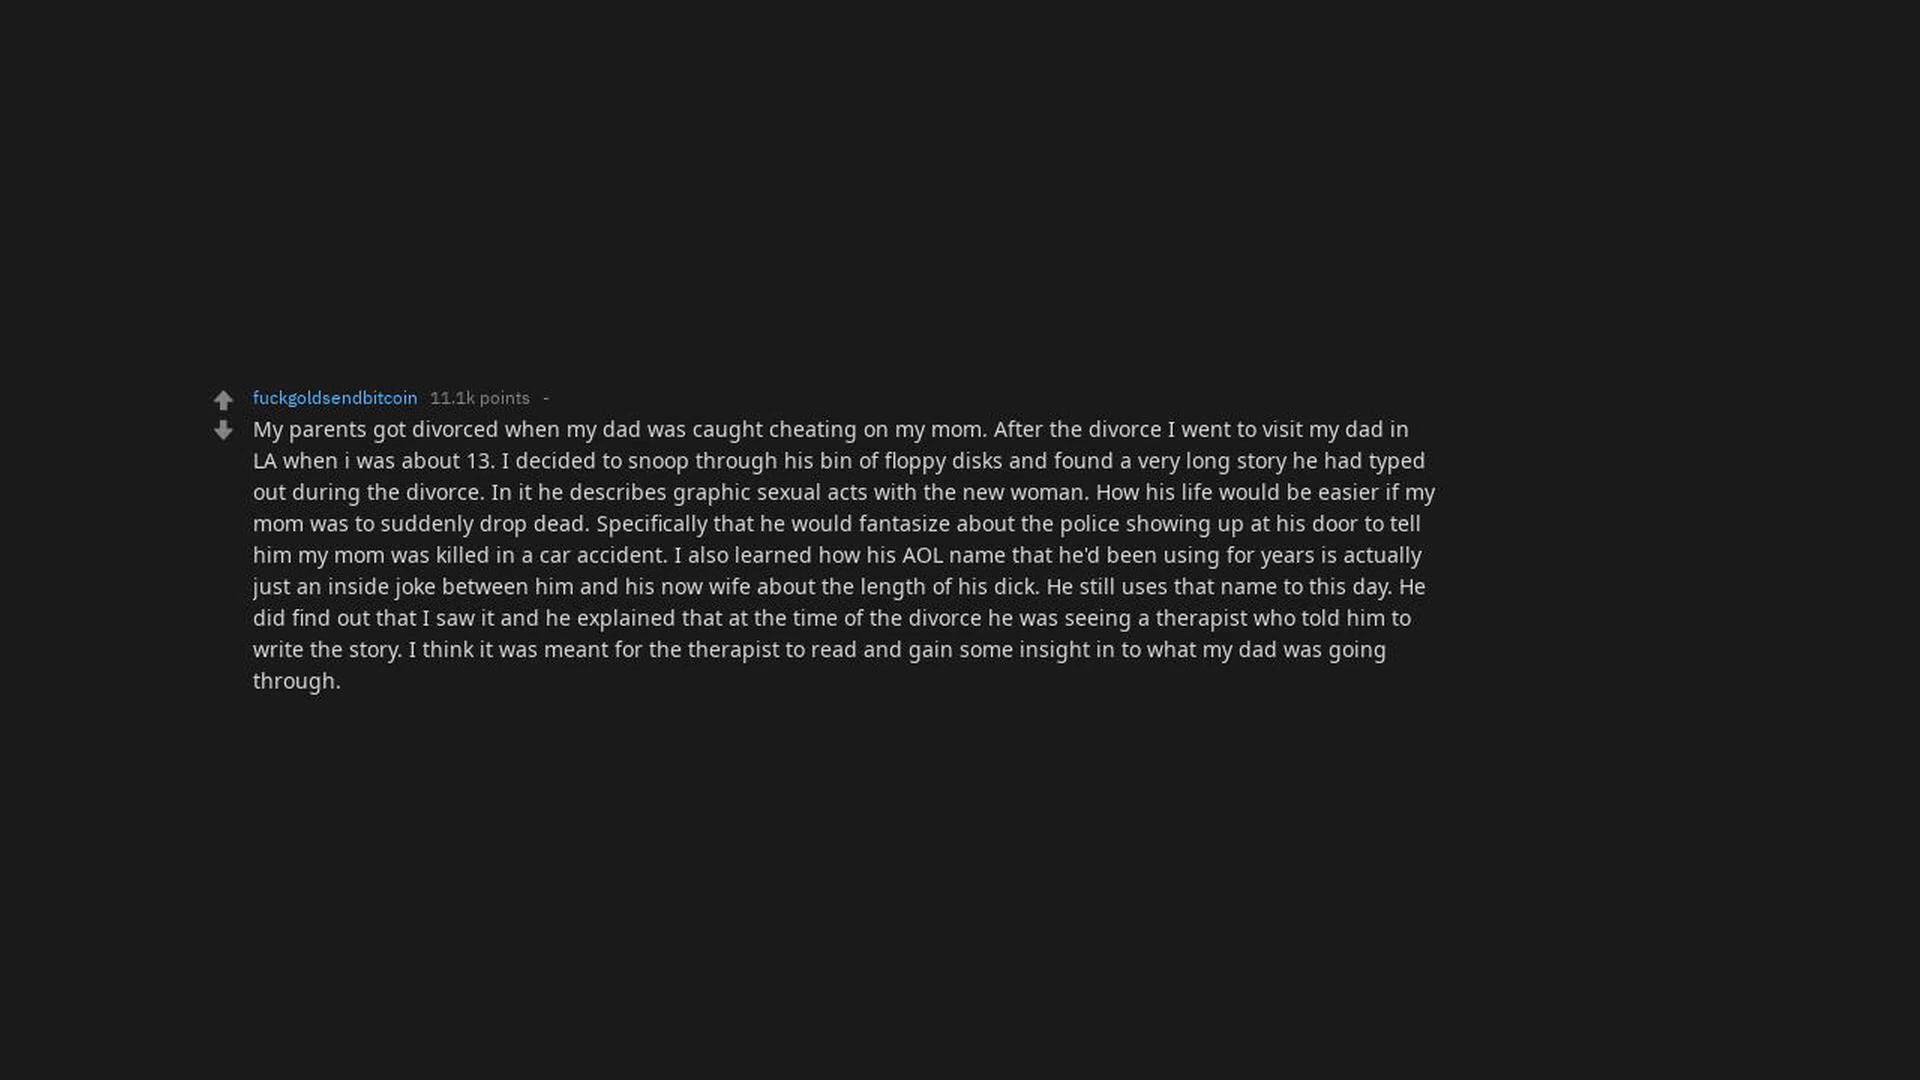 fuckgoldsendbitcoin 11.1k points -
My parents got divorced when my dad was caught cheating on my mom. After the divorce I went to visit my dad in
LA when i was about 13. I decided to snoop through his bin of floppy disks and found a very long story he had typed
out during the divorce. In it he describes graphic sexual acts with the new woman. How his life would be easier if my
mom was to suddenly drop dead. Specifically that he would fantasize about the police showing up at his door to tell
him my mom was killed in a car accident. I also learned how his AOL name that he'd been using for years is actually
just an inside joke between him and his now wife about the length of his dick. He still uses that name to this day. He
did find out that I saw it and he explained that at the time of the divorce he was seeing a therapist who told him to
write the story. I think it was meant for the therapist to read and gain some insight in to what my dad was going
through.